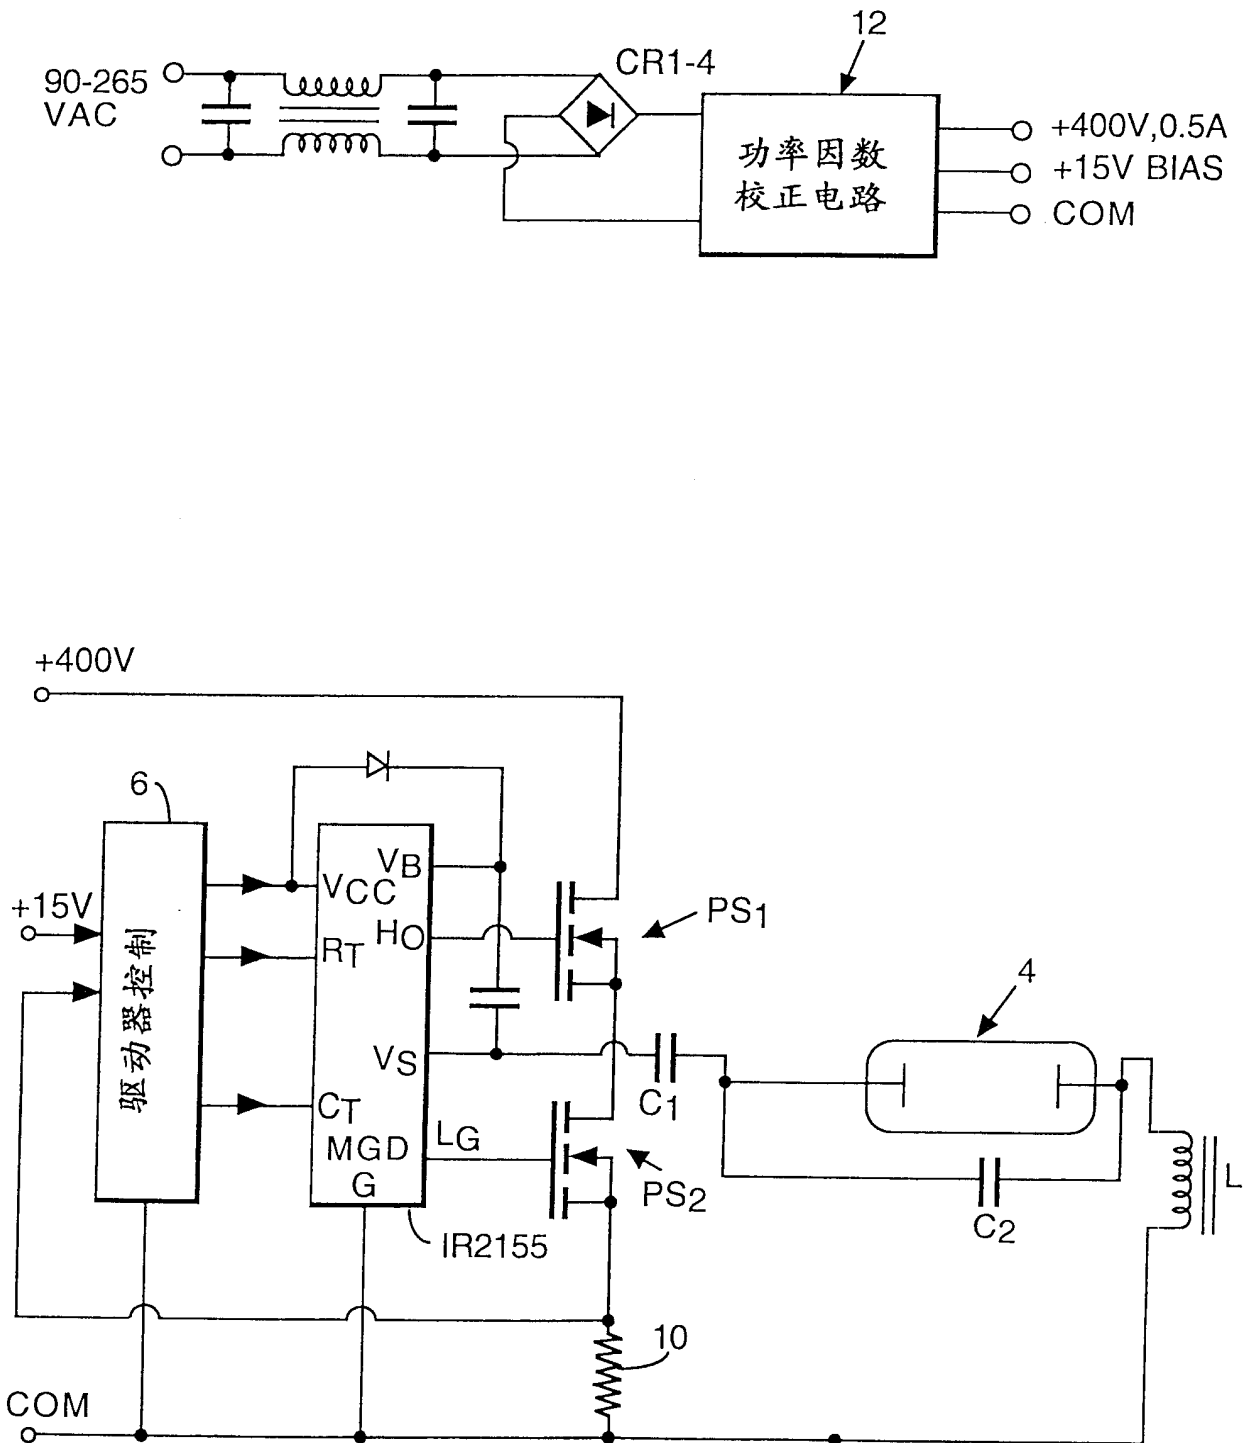 12
90-265
VAC
CR1-4
功率因数
校正电路
+400V,0.5A
+15V BIAS
COM
+400V
6
+15V
驱动器控制
VCC
VB
RT
HO
VS
CT
MGD
G
LG
IR2155
PS1
PS2
C1
4
C2
L
10
COM